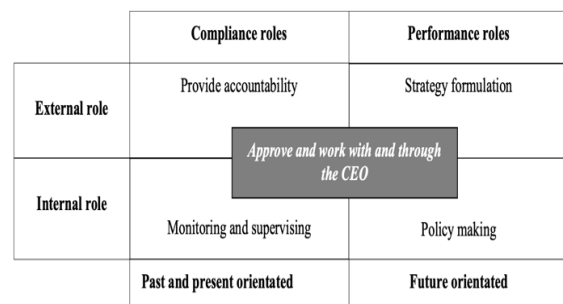 Compliance roles
Performance roles
External role
Provide accountability
Strategy formulation
Approve and work with and through
the CEO
Internal role
Monitoring and supervising
Policy making
Past and present orientated
Future orientated